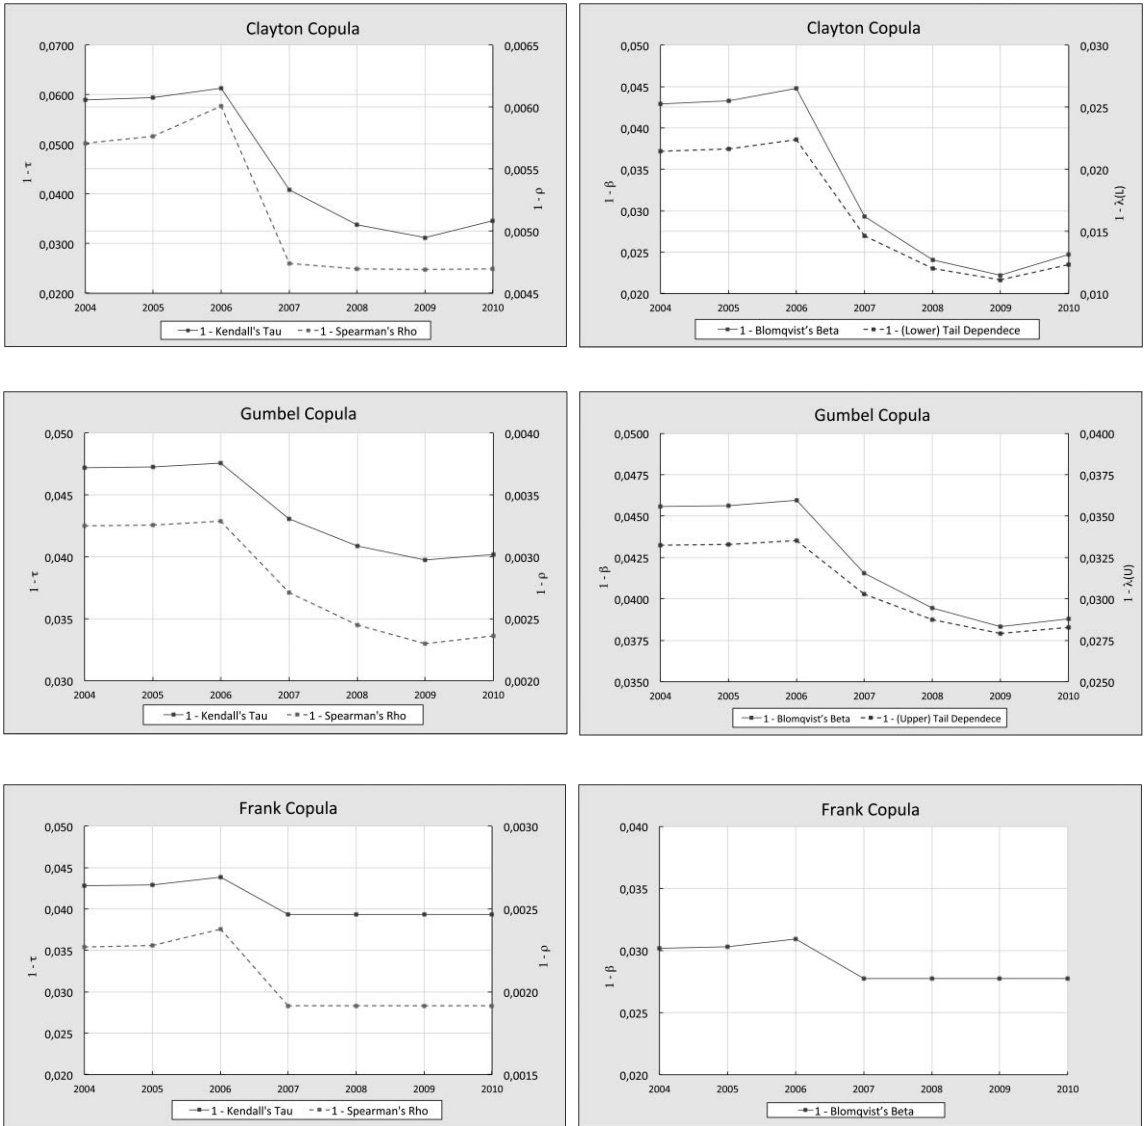 Clayton Copula
0,0700
0,0600
0,0500
0,0400
0,0300
0,0200
1 - τ
0,0065
0,0060
0,0055
0,0050
0,0045
1 - ρ
2004 2005 2006 2007 2008 2009 2010
1 - Kendall's Tau 1 - Spearman's Rho
Clayton Copula
0,050
0,045
0,040
0,035
0,030
0,025
0,020
1 - β
0,030
0,025
0,020
0,015
0,010
1 - λ(L)
2004 2005 2006 2007 2008 2009 2010
1 - Blomqvist's Beta 1 - (Lower) Tail Dependece
Gumbel Copula
0,050
0,045
0,040
0,035
0,030
1 - τ
0,0040
0,0035
0,0030
0,0025
0,0020
1 - ρ
2004 2005 2006 2007 2008 2009 2010
1 - Kendall's Tau 1 - Spearman's Rho
Gumbel Copula
0,0500
0,0475
0,0450
0,0425
0,0400
0,0375
0,0350
1 - β
0,0400
0,0375
0,0350
0,0325
0,0300
0,0275
0,0250
1 - λ(U)
2004 2005 2006 2007 2008 2009 2010
1 - Blomqvist's Beta 1 - (Upper) Tail Dependece
Frank Copula
0,050
0,045
0,040
0,035
0,030
0,025
0,020
1 - τ
0,0030
0,0025
0,0020
0,0015
1 - ρ
2004 2005 2006 2007 2008 2009 2010
1 - Kendall's Tau 1 - Spearman's Rho
Frank Copula
0,040
0,035
0,030
0,025
0,020
1 - β
2004 2005 2006 2007 2008 2009 2010
1 - Blomqvist's Beta